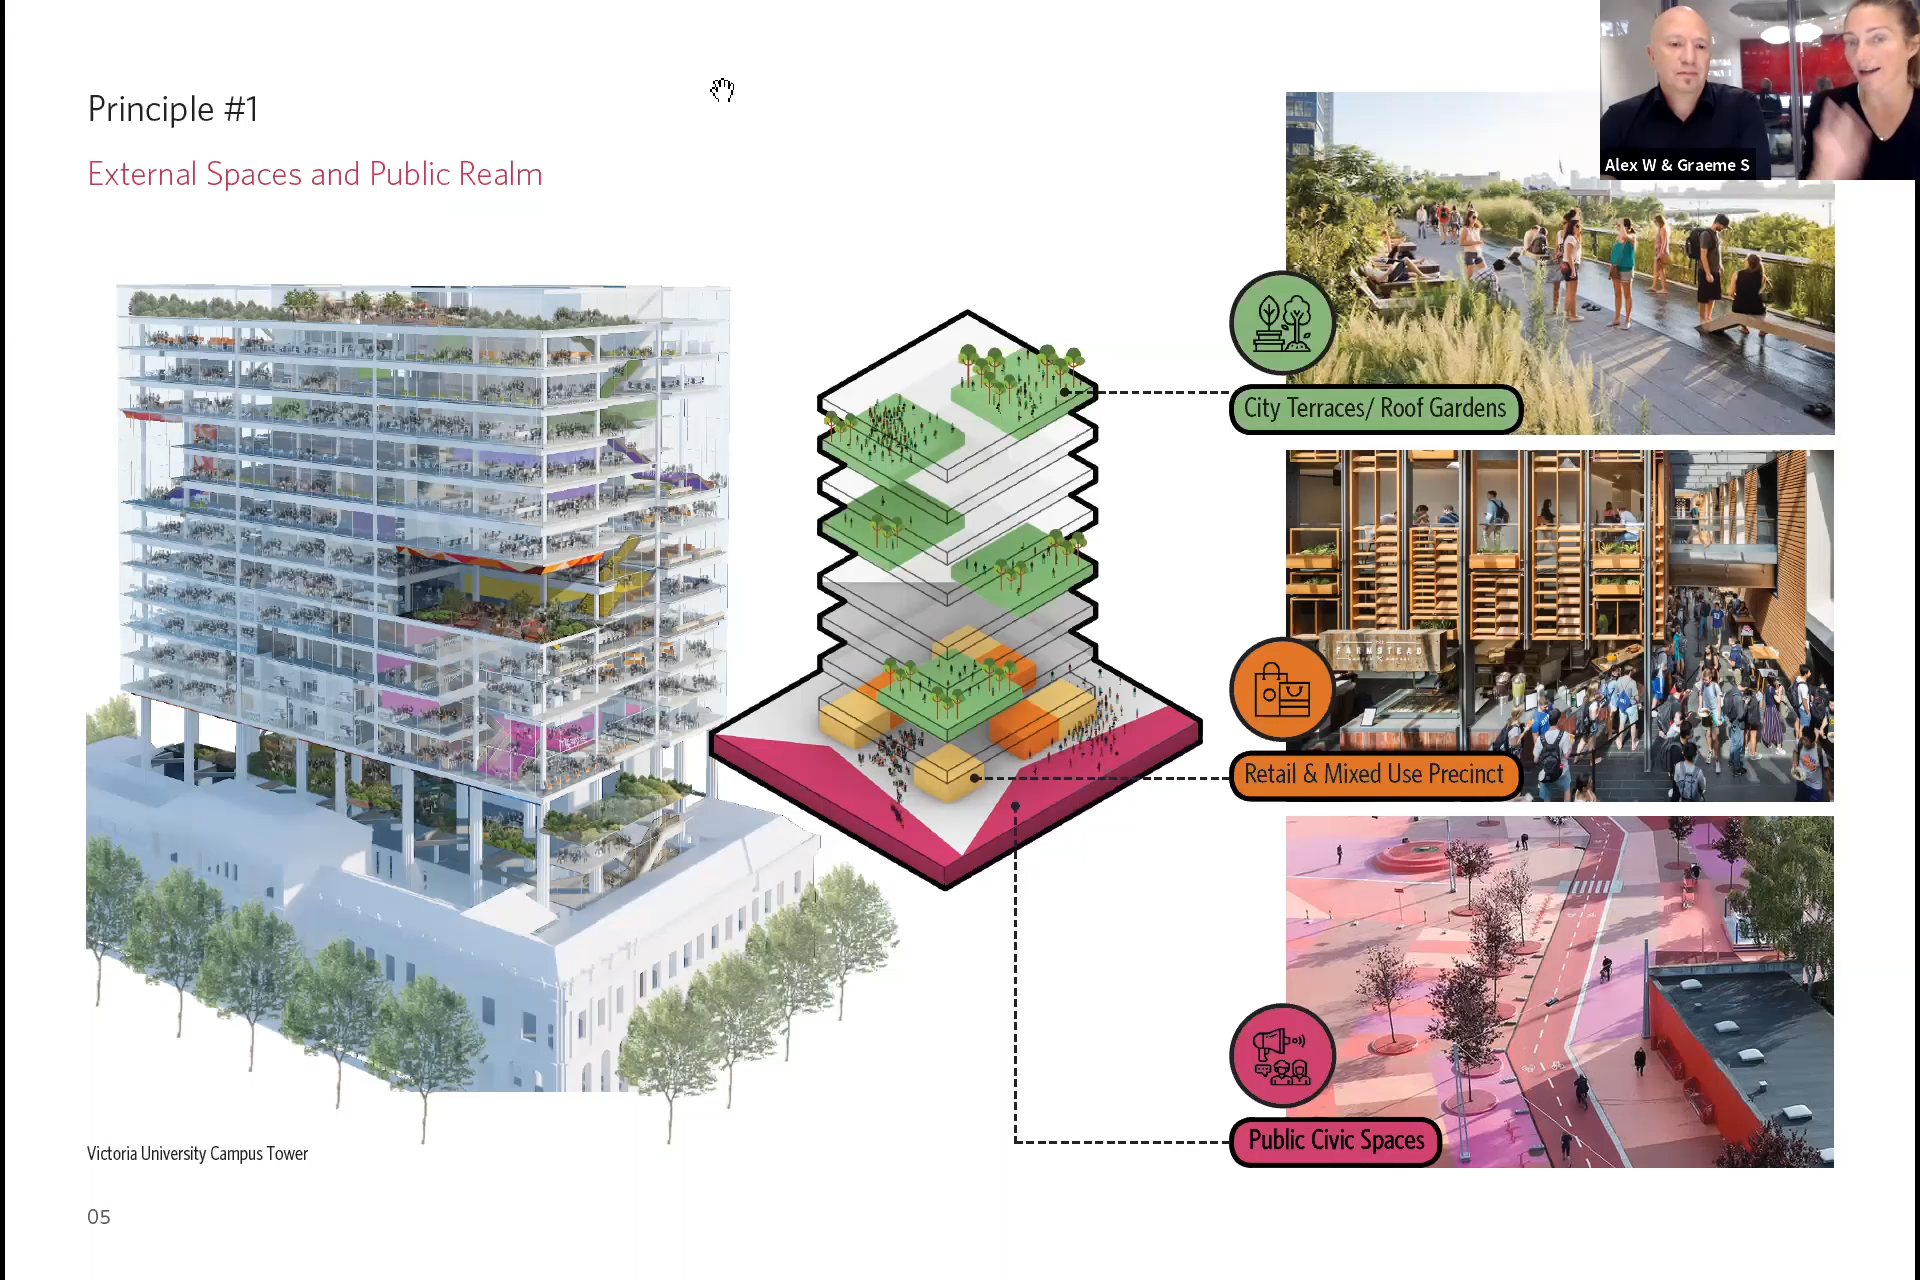 Principle #1
External Spaces and Public Realm
Alex W & Graeme S
City Terraces/ Roof Gardens
FARMSTEAD
Retail & Mixed Use Precinct
Public Civic Spaces
Victoria University Campus Tower
05